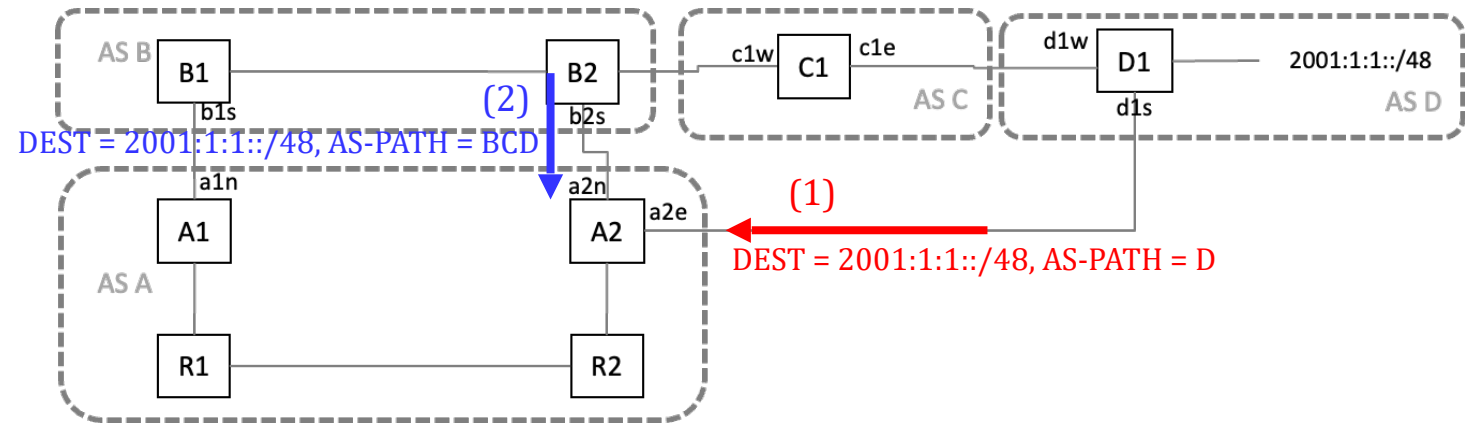 AS B
B1
b1s
B2
b2s
(2)
DEST = 2001:1:1::/48, AS-PATH = BCD
c1w
C1
c1e
AS C
d1w
D1
d1s
2001:1:1::/48
AS D
a1n
A1
a2n
A2
a2e
(1)
DEST = 2001:1:1::/48, AS-PATH = D
AS A
R1
R2